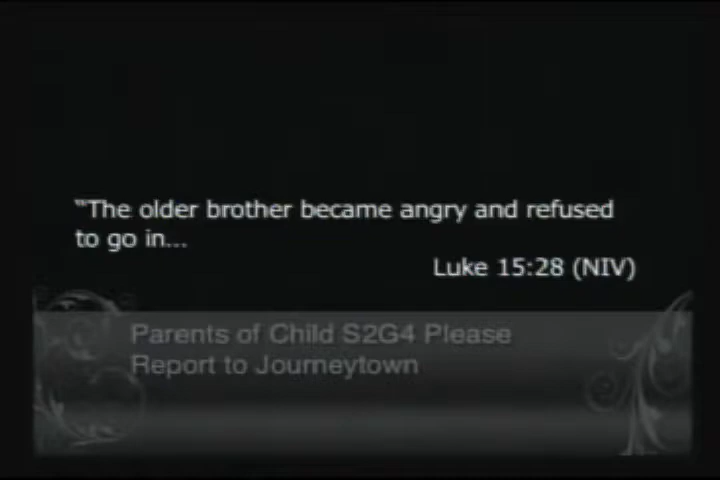 "The older brother became angry and refused
to go in...
Luke 15:28 (NIV)
Parents of Child S2G4 Please
Report to Journeytown